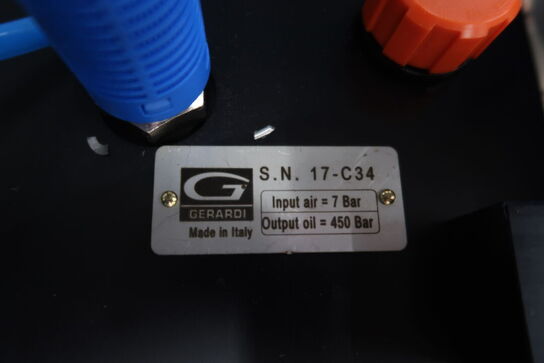 S.N. 17-C34
G
GERARDI
Made in Italy
Input air = 7 Bar
Output oil = 450 Bar